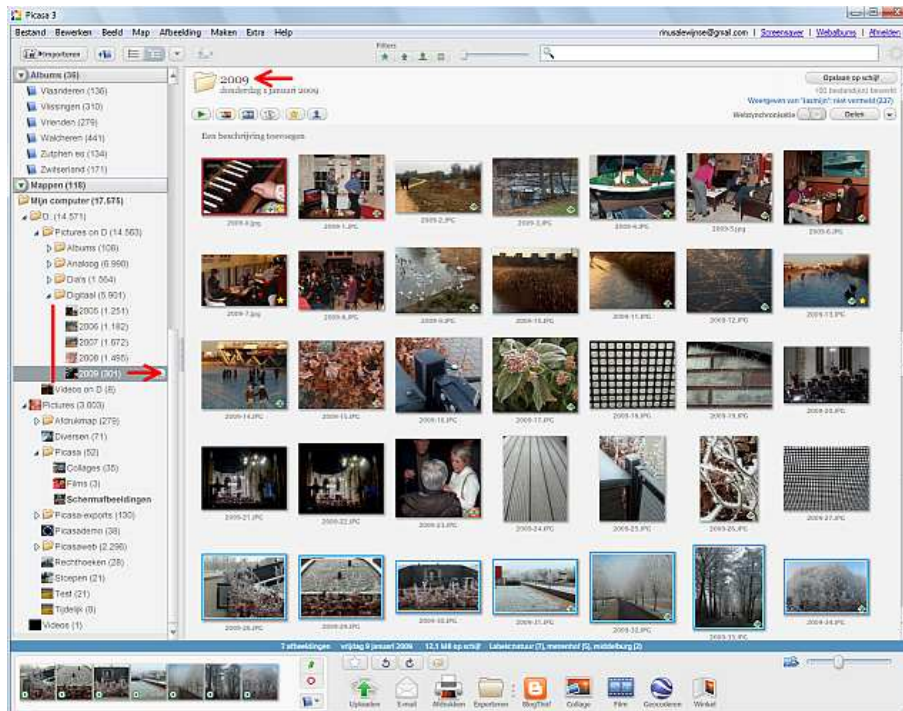 Picasa 3
Bestand Bewerken Beeld Map Afbeelding Maken Extra Help
rinusalewijnse@gmail.com | Screensaver | Webalbums | Afmelden
Importeren
Filters
Albums (36)
Vlaanderen (136)
Vlissingen (310)
Vrienden (279)
Walcheren (441)
Zutphen eo (134)
Zwitserland (171)
Mappen (118)
Mijn computer (17.575)
D: (14.571)
Pictures on D (14.563)
Albums (108)
Analoog (6.990)
Dia's (1.564)
Digitaal (5.901)
2005 (1.251)
2006 (1.182)
2007 (1.672)
2008 (1.495)
2009 (301)
Videos on D (8)
Pictures (3.003)
Afdrukmap (279)
Diversen (71)
Picasa (52)
Collages (35)
Films (3)
Schermafbeeldingen
Picasa-exports (130)
Picasademo (38)
Picasaweb (2.296)
Rechthoeken (28)
Stoepen (21)
Test (21)
Tijdelijk (8)
Videos (1)
2009
donderdag 1 januari 2009
Opslaan op schijf
Websynchronisatie
Delen
Een beschrijving toevoegen
2009-1.JPG
2009-2.JPG
2009-3.JPG
2009-4.JPG
2009-5.jpg
2009-6.JPG
2009-7.jpg
2009-8.JPG
2009-9.JPG
2009-10.JPG
2009-11.JPG
2009-12.JPG
2009-13.JPG
2009-14.JPG
2009-15.JPG
2009-16.JPG
2009-17.JPG
2009-18.JPG
2009-19.JPG
2009-20.JPG
2009-21.JPG
2009-22.JPG
2009-23.JPG
2009-24.JPG
2009-25.JPG
2009-26.JPG
2009-27.JPG
2009-28.JPG
2009-29.JPG
2009-30.JPG
2009-31.JPG
2009-32.JPG
2009-33.JPG
2009-34.JPG
7 afbeeldingen vrijdag 9 januari 2009 12,1 MB op schijf Labels: natuur (7), meinenhof (5), middelburg (2)
Uploaden
E-mail
Afdrukken
Exporteren
BlogThis!
Collage
Film
Geocoderen
Winkel